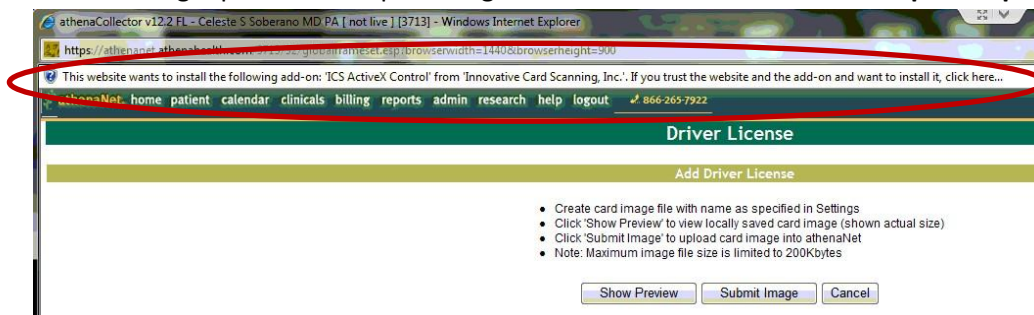 athenaCollector v12.2 FL - Celeste S Soberano MD PA [ not live ] [3713] - Windows Internet Explorer
This website wants to install the following add-on: 'ICS ActiveX Control' from 'Innovative Card Scanning, Inc.'. If you trust the website and the add-on and want to install it, click here...
athenaNet home patient calendar clinicals billing reports admin research help logout 866-265-7922
Driver License
Add Driver License
• Create card image file with name as specified in Settings
• Click 'Show Preview' to view locally saved card image (shown actual size)
• Click 'Submit Image' to upload card image into athenaNet
• Note: Maximum image file size is limited to 200Kbytes
Show Preview Submit Image Cancel